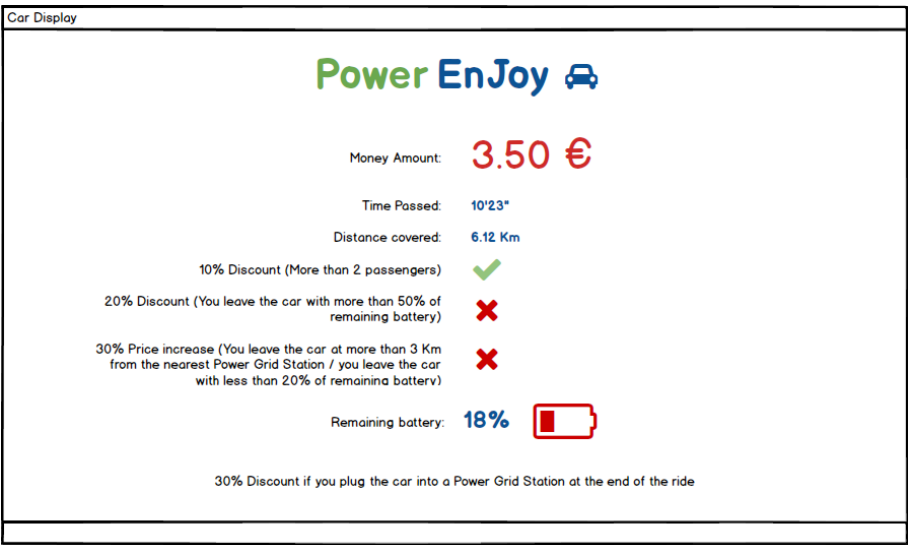 Car Display
Power EnJoy
Money Amount: 3.50 €
Time Passed: 10'23"
Distance covered: 6.12 Km
10% Discount (More than 2 passengers)
20% Discount (You leave the car with more than 50% of
remaining battery)
30% Price increase (You leave the car at more than 3 Km
from the nearest Power Grid Station / you leave the car
with less than 20% of remaining battery)
Remaining battery: 18%
30% Discount if you plug the car into a Power Grid Station at the end of the ride